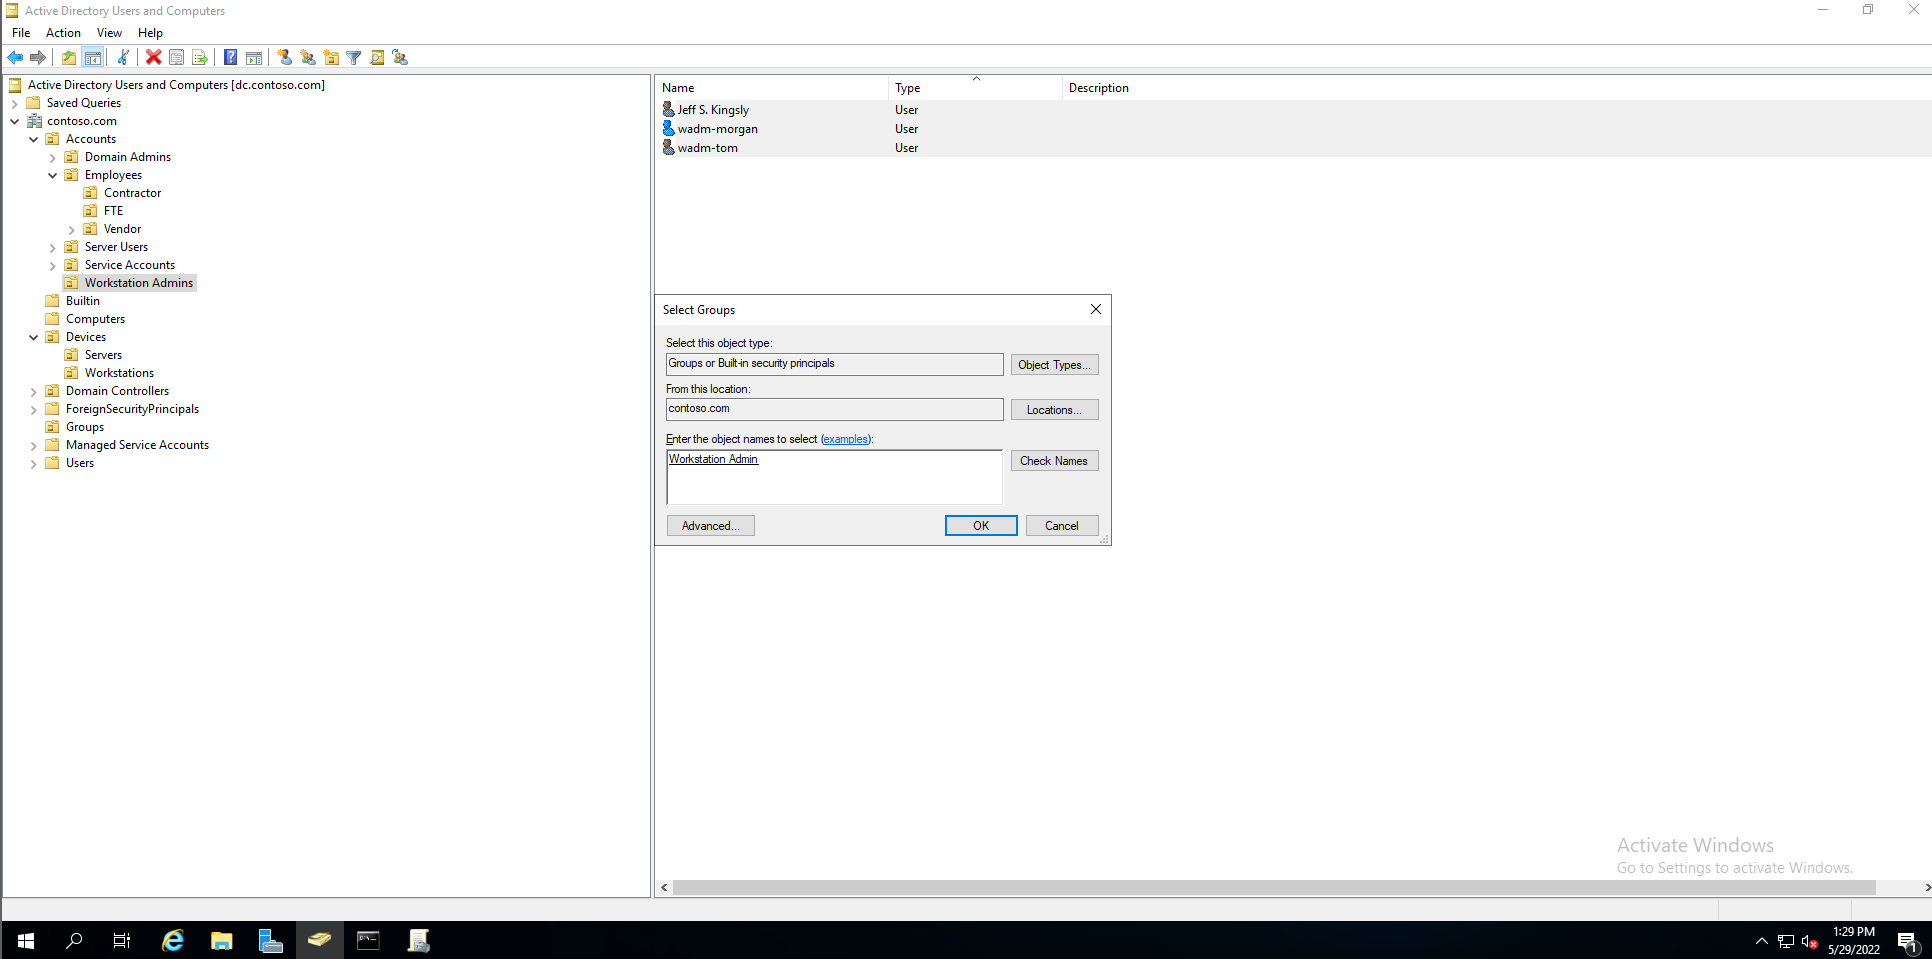 Active Directory Users and Computers
File Action View Help
Active Directory Users and Computers [dc.contoso.com]
Saved Queries
contoso.com
Accounts
Domain Admins
Employees
Contractor
FTE
Vendor
Server Users
Service Accounts
Workstation Admins
Builtin
Computers
Devices
Servers
Workstations
Domain Controllers
ForeignSecurityPrincipals
Groups
Managed Service Accounts
Users
Name Type Description
Jeff S. Kingsly User
wadm-morgan User
wadm-tom User
Select Groups
Select this object type:
Groups or Built-in security principals Object Types...
From this location:
contoso.com Locations...
Enter the object names to select (examples):
Workstation Admin Check Names
Advanced... OK Cancel
Activate Windows
Go to Settings to activate Windows.
1:29 PM
5/29/2022
1